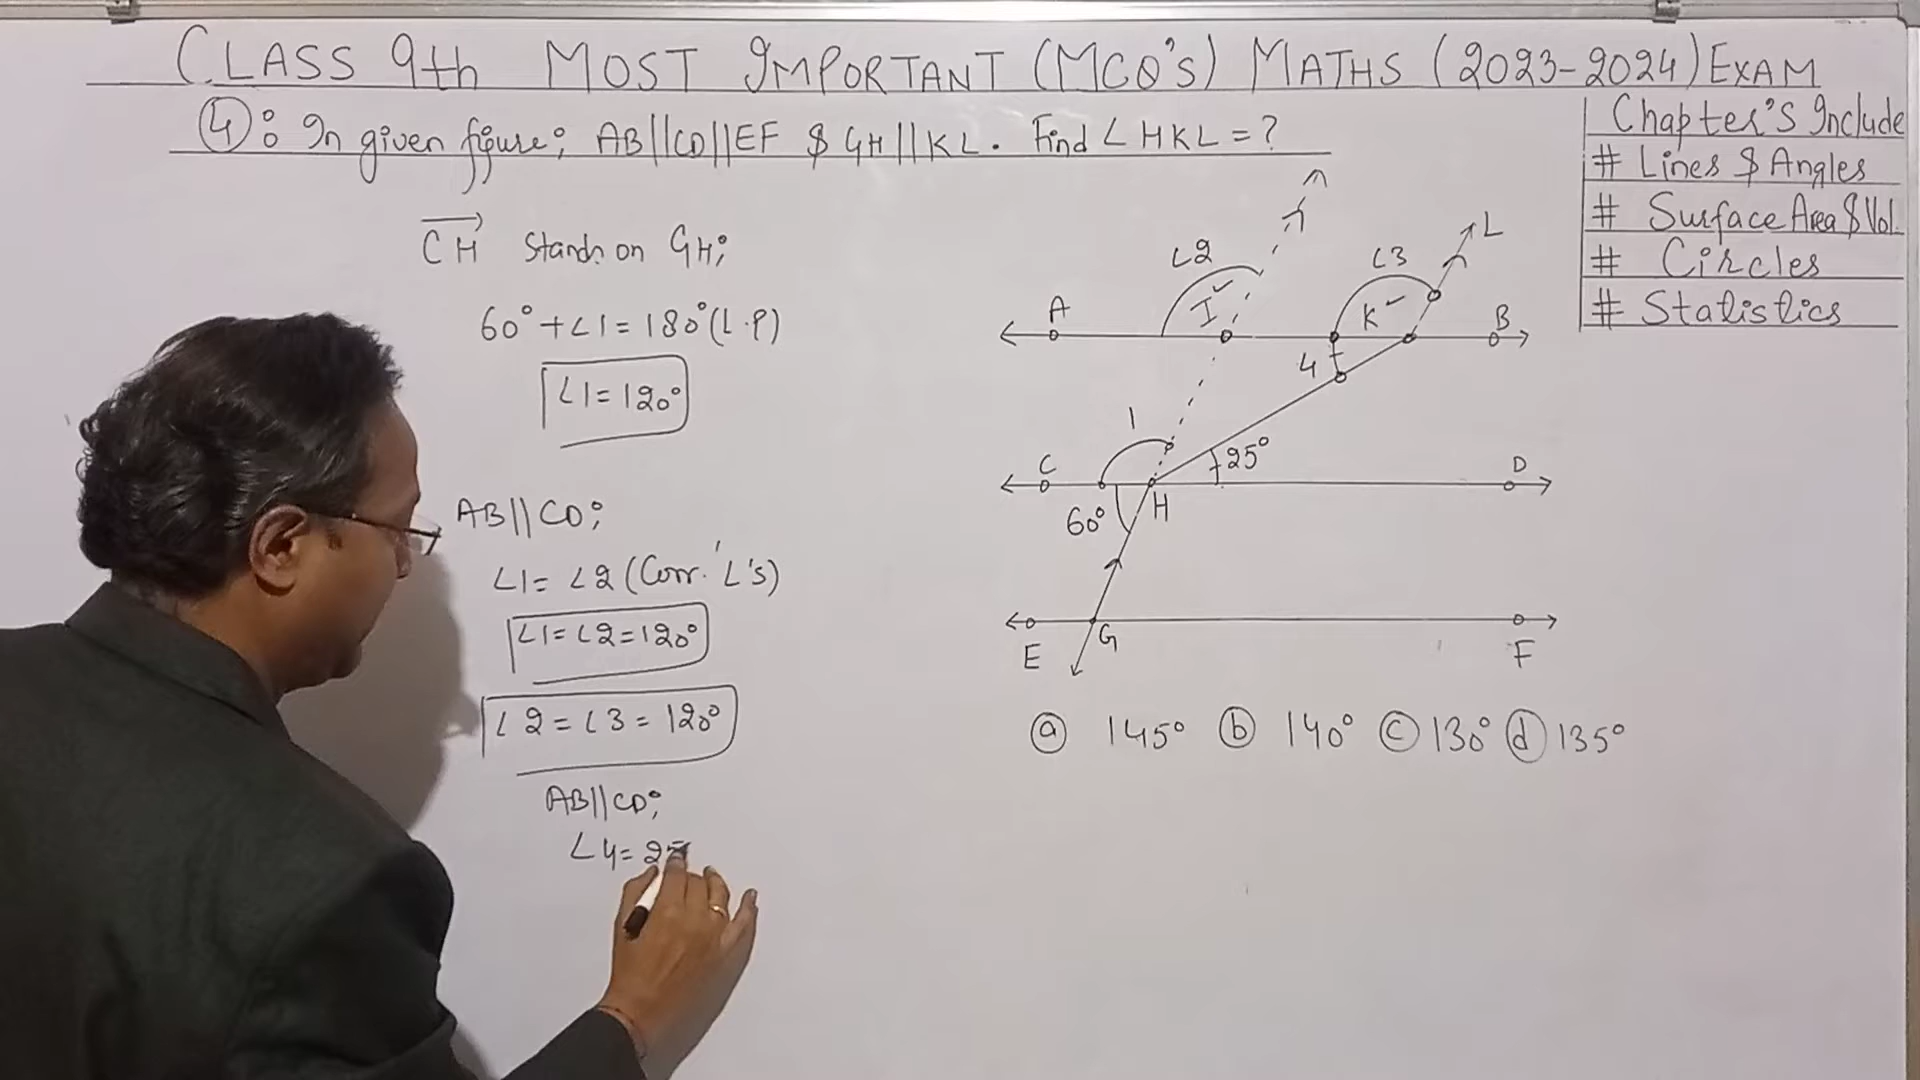 CLASS 9th MOST IMPORTANT (MCQ'S) MATHS (2023-2024) EXAM
④: In given figure; AB||CD||EF & GH||KL. Find ∠HKL = ?
Chapter's Include
# Lines & Angles
# Surface Area & Vol.
# Circles
# Statistics
CH Stands on GH;
60° + ∠1 = 180° (L.P)
∠1 = 120°
AB||CD;
∠1 = ∠2 (Corr. ∠'s)
∠1 = ∠2 = 120°
∠2 = ∠3 = 120°
AB||CD;
∠4 = 25
L
∠2 ∠3
A I K B
4
1
25°
C D
60° H
G
E F
ⓐ 145° ⓑ 140° ⓒ 130° ⓓ 135°